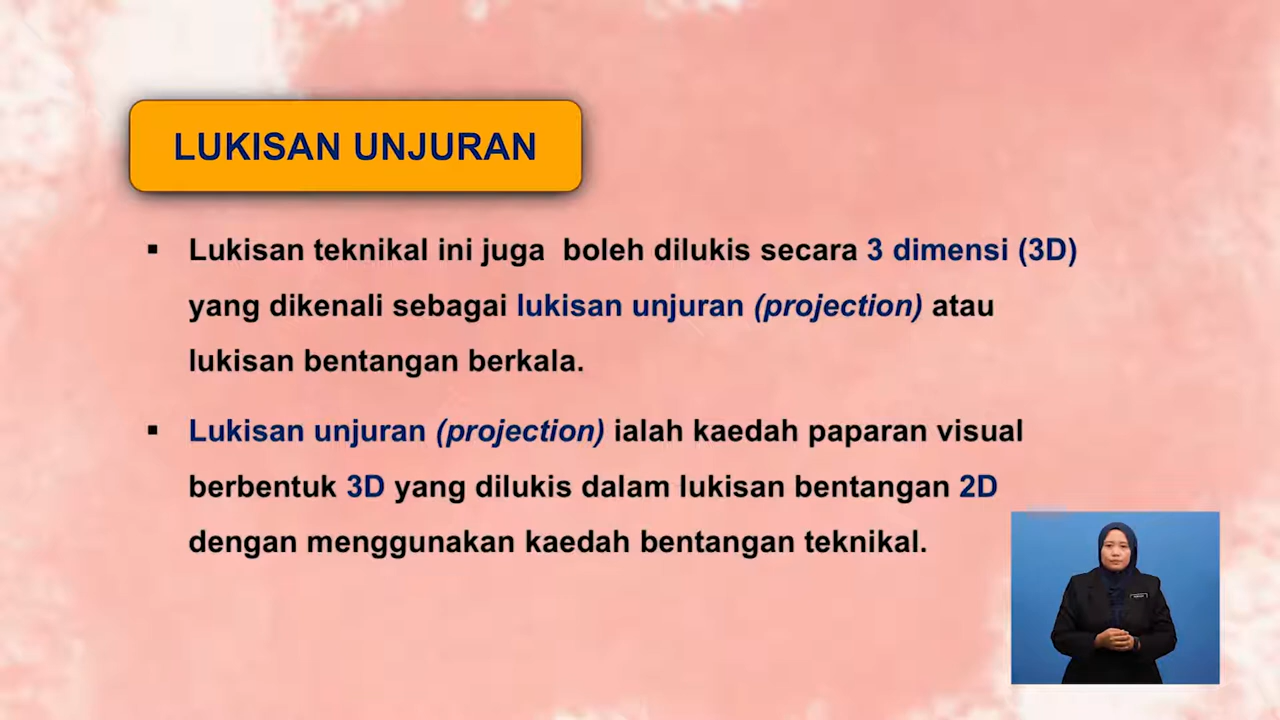 LUKISAN UNJURAN
▪ Lukisan teknikal ini juga boleh dilukis secara 3 dimensi (3D)
yang dikenali sebagai lukisan unjuran (projection) atau
lukisan bentangan berkala.
▪ Lukisan unjuran (projection) ialah kaedah paparan visual
berbentuk 3D yang dilukis dalam lukisan bentangan 2D
dengan menggunakan kaedah bentangan teknikal.